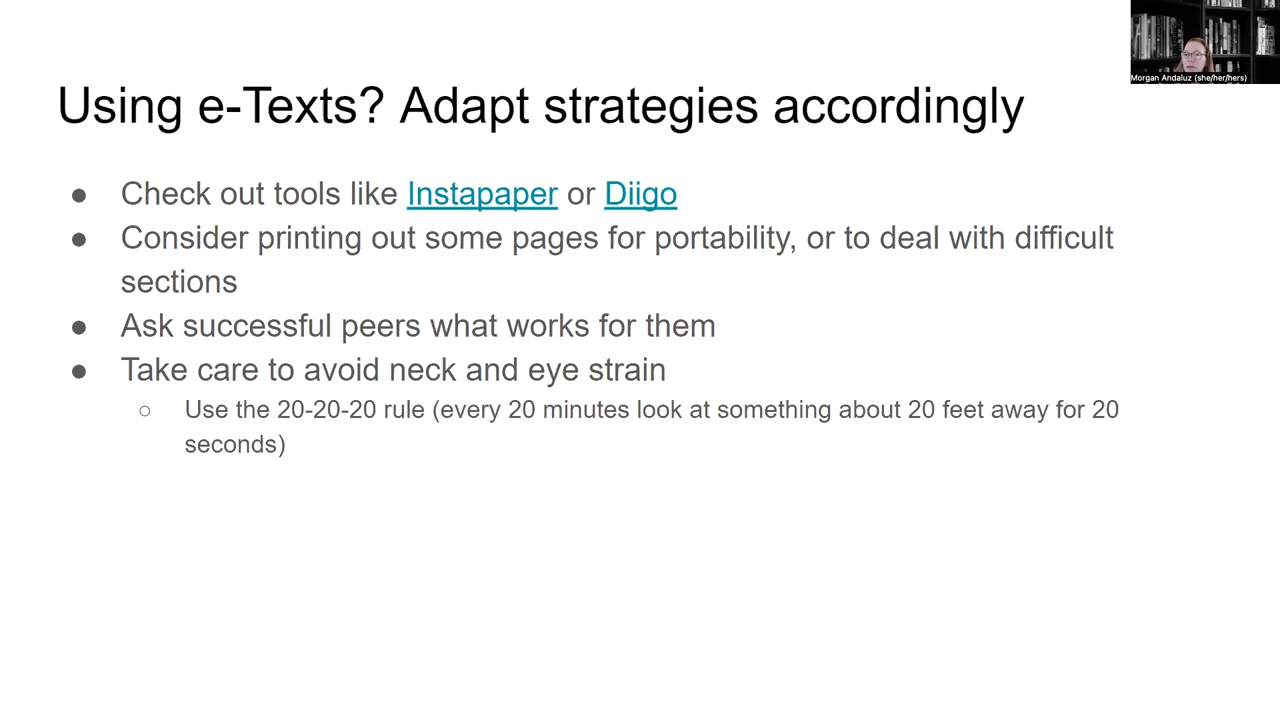 Morgan Andaluz (she/her/hers)
Using e-Texts? Adapt strategies accordingly
● Check out tools like Instapaper or Diigo
● Consider printing out some pages for portability, or to deal with difficult
sections
● Ask successful peers what works for them
● Take care to avoid neck and eye strain
○ Use the 20-20-20 rule (every 20 minutes look at something about 20 feet away for 20
seconds)